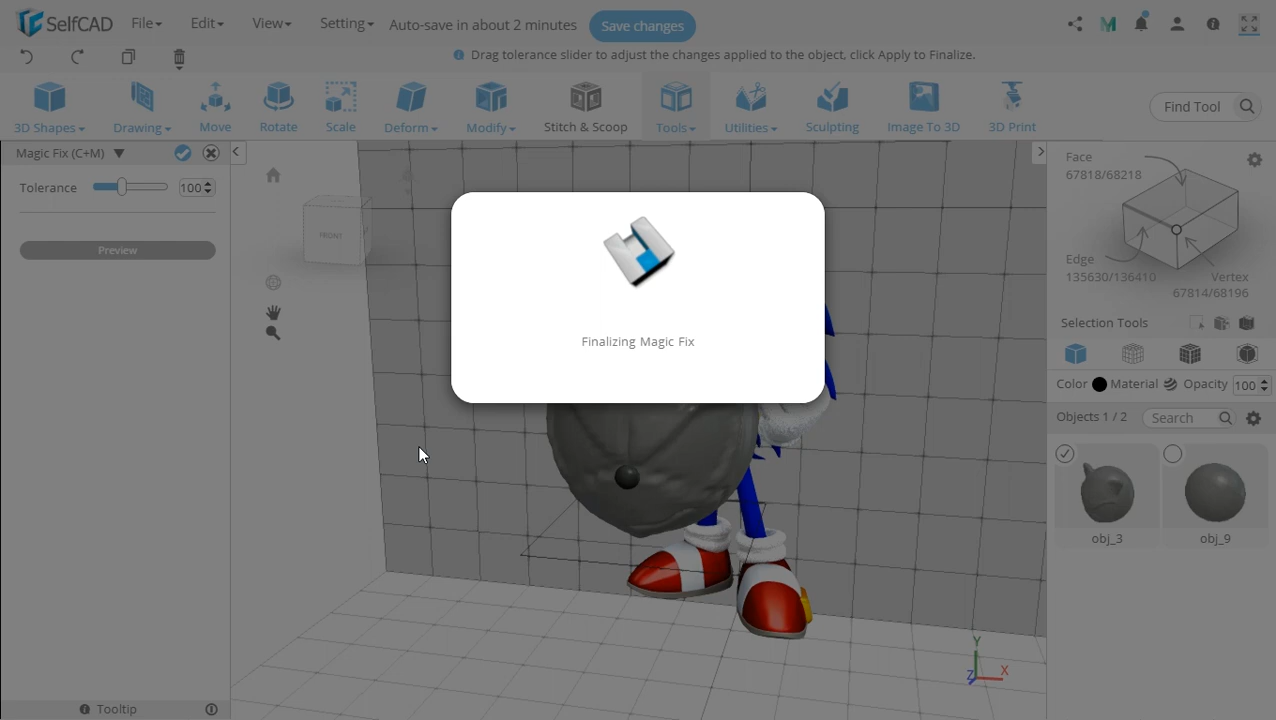 SelfCAD File Edit View Setting Auto-save in about 2 minutes Save changes
Drag tolerance slider to adjust the changes applied to the object, click Apply to Finalize.
3D Shapes Drawing Move Rotate Scale Deform Modify Stitch & Scoop Tools Utilities Sculpting Image To 3D 3D Print Find Tool
Magic Fix (C+M)
Tolerance 100
Preview
FRONT
Finalizing Magic Fix
Face
67818/68218
Edge
135630/136410
Vertex
67814/68196
Selection Tools
Color Material Opacity 100
Objects 1 / 2 Search
obj_3 obj_9
Y
Z X
Tooltip